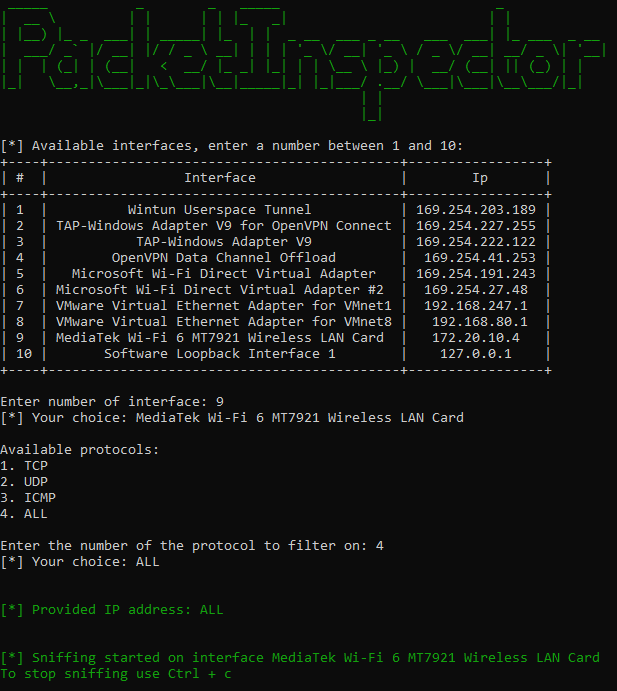 PacketInspector
[*] Available interfaces, enter a number between 1 and 10:
# Interface Ip
1 Wintun Userspace Tunnel 169.254.203.189
2 TAP-Windows Adapter V9 for OpenVPN Connect 169.254.227.255
3 TAP-Windows Adapter V9 169.254.222.122
4 OpenVPN Data Channel Offload 169.254.41.253
5 Microsoft Wi-Fi Direct Virtual Adapter 169.254.191.243
6 Microsoft Wi-Fi Direct Virtual Adapter #2 169.254.27.48
7 VMware Virtual Ethernet Adapter for VMnet1 192.168.247.1
8 VMware Virtual Ethernet Adapter for VMnet8 192.168.80.1
9 MediaTek Wi-Fi 6 MT7921 Wireless LAN Card 172.20.10.4
10 Software Loopback Interface 1 127.0.0.1
Enter number of interface: 9
[*] Your choice: MediaTek Wi-Fi 6 MT7921 Wireless LAN Card
Available protocols:
1. TCP
2. UDP
3. ICMP
4. ALL
Enter the number of the protocol to filter on: 4
[*] Your choice: ALL
[*] Provided IP address: ALL
[*] Sniffing started on interface MediaTek Wi-Fi 6 MT7921 Wireless LAN Card
To stop sniffing use Ctrl + c